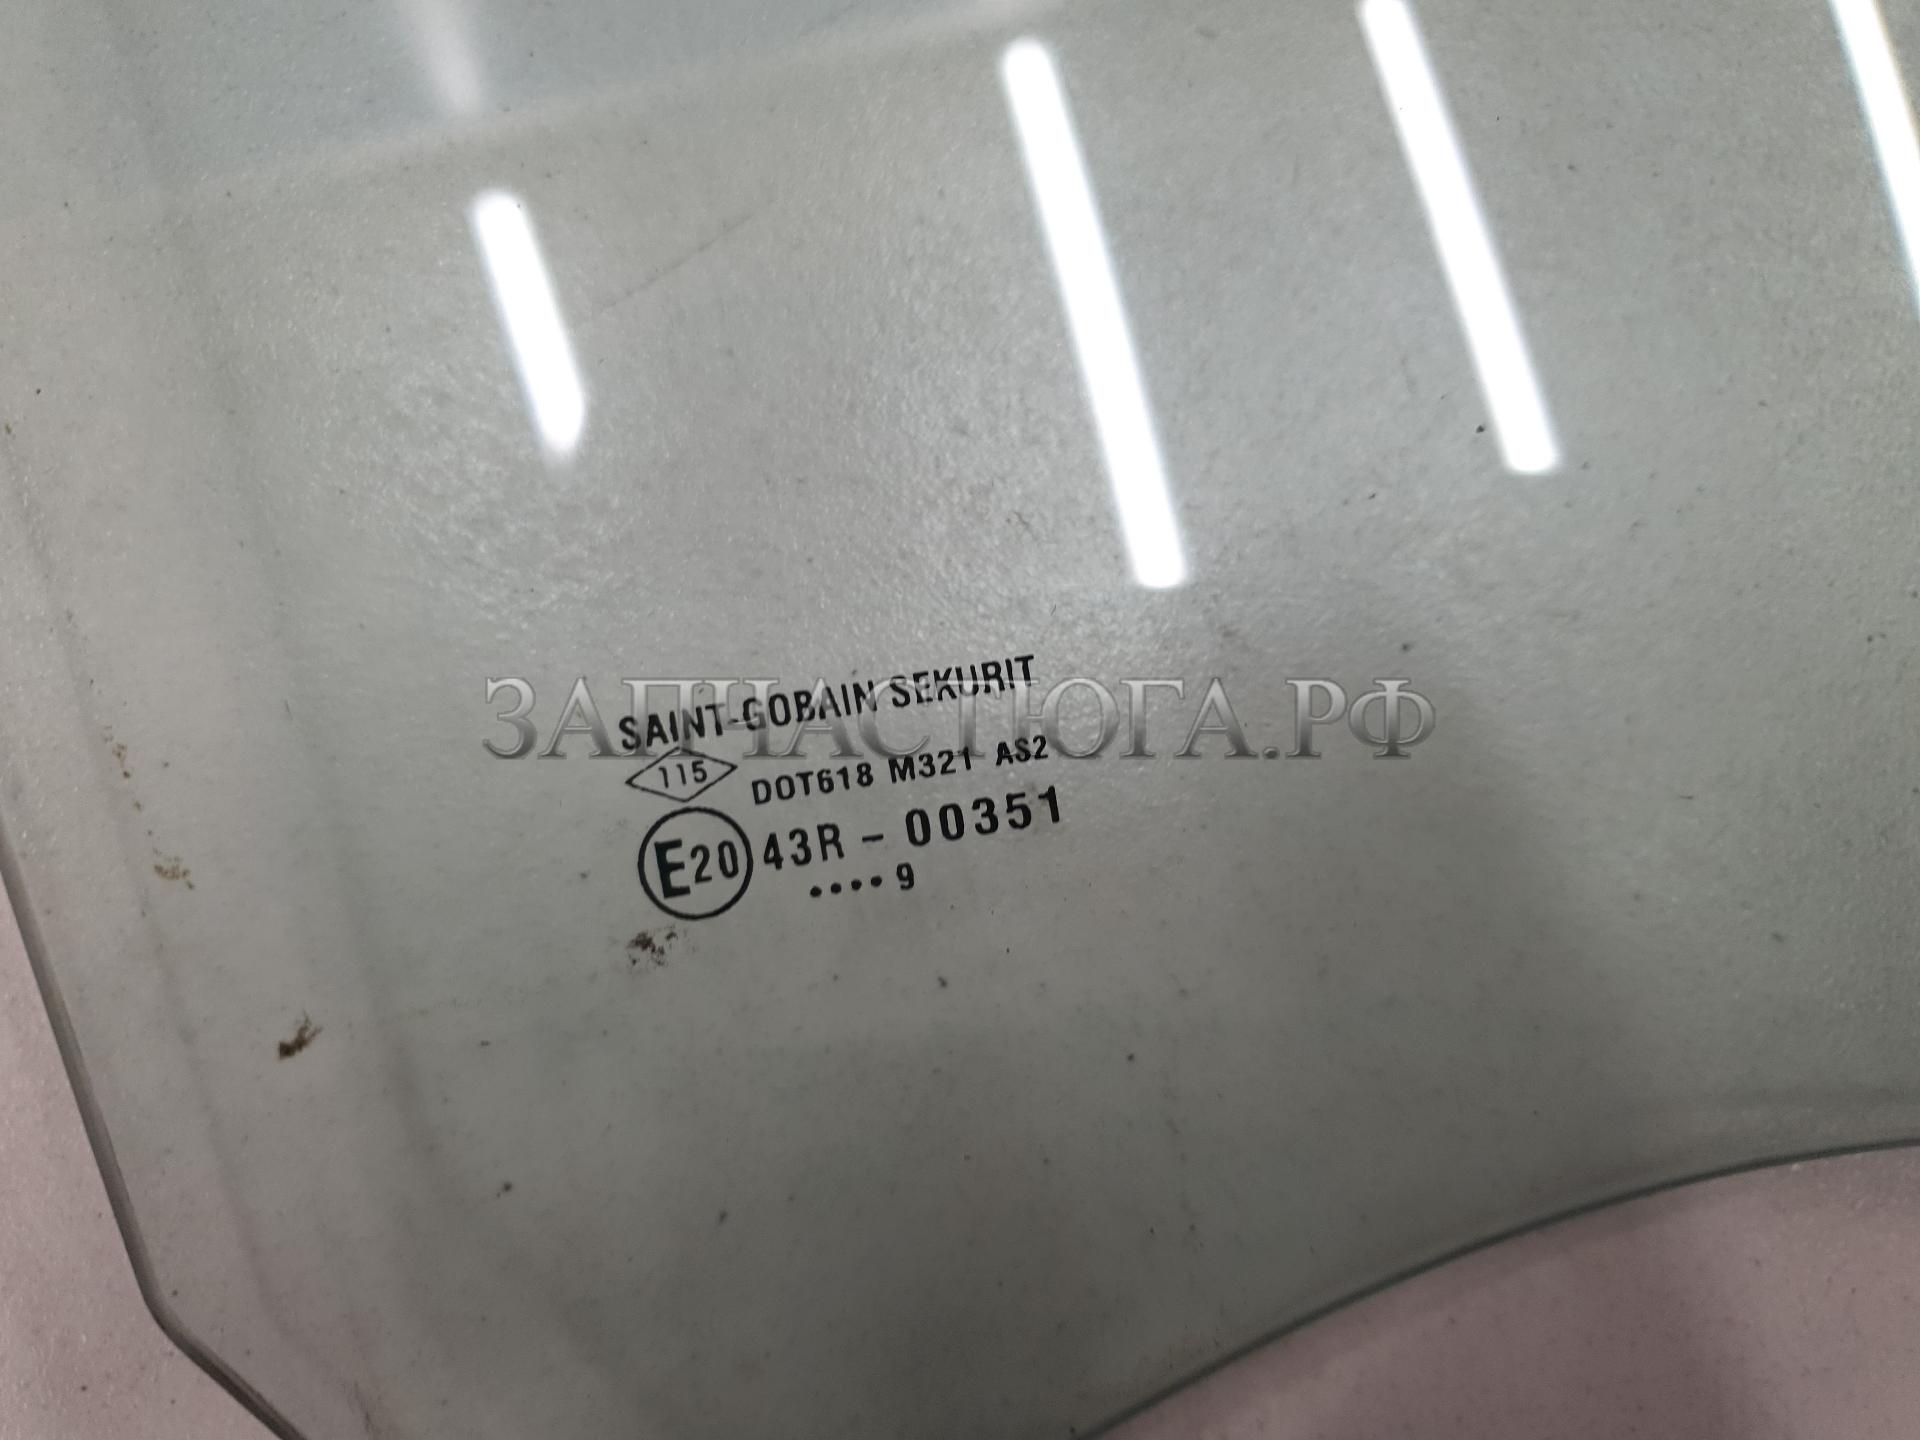 SAINT-GOBAIN SEKURIT
ЗАПЧАСТЮГА.РФ
115 DOT618 M321 AS2
E20 43R - 00351
•••• 9